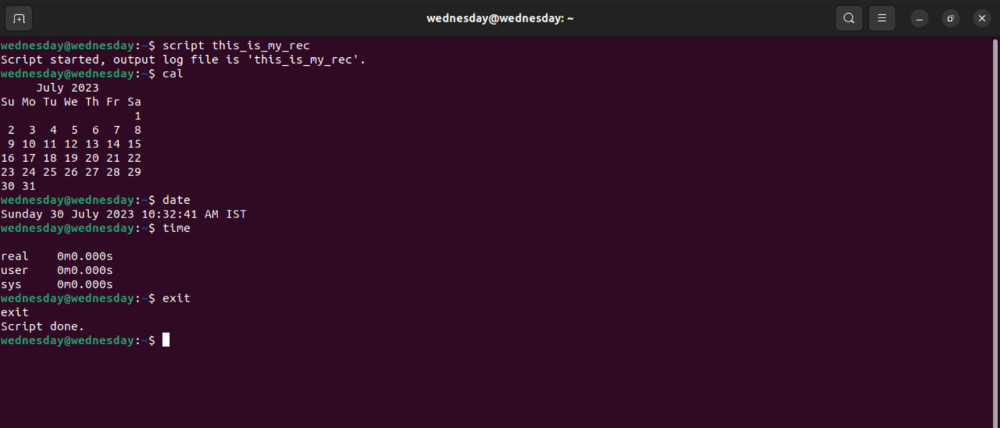 wednesday@wednesday: ~
wednesday@wednesday:~$ script this_is_my_rec
Script started, output log file is 'this_is_my_rec'.
wednesday@wednesday:~$ cal
     July 2023
Su Mo Tu We Th Fr Sa
                   1
 2  3  4  5  6  7  8
 9 10 11 12 13 14 15
16 17 18 19 20 21 22
23 24 25 26 27 28 29
30 31
wednesday@wednesday:~$ date
Sunday 30 July 2023 10:32:41 AM IST
wednesday@wednesday:~$ time
real    0m0.000s
user    0m0.000s
sys     0m0.000s
wednesday@wednesday:~$ exit
exit
Script done.
wednesday@wednesday:~$